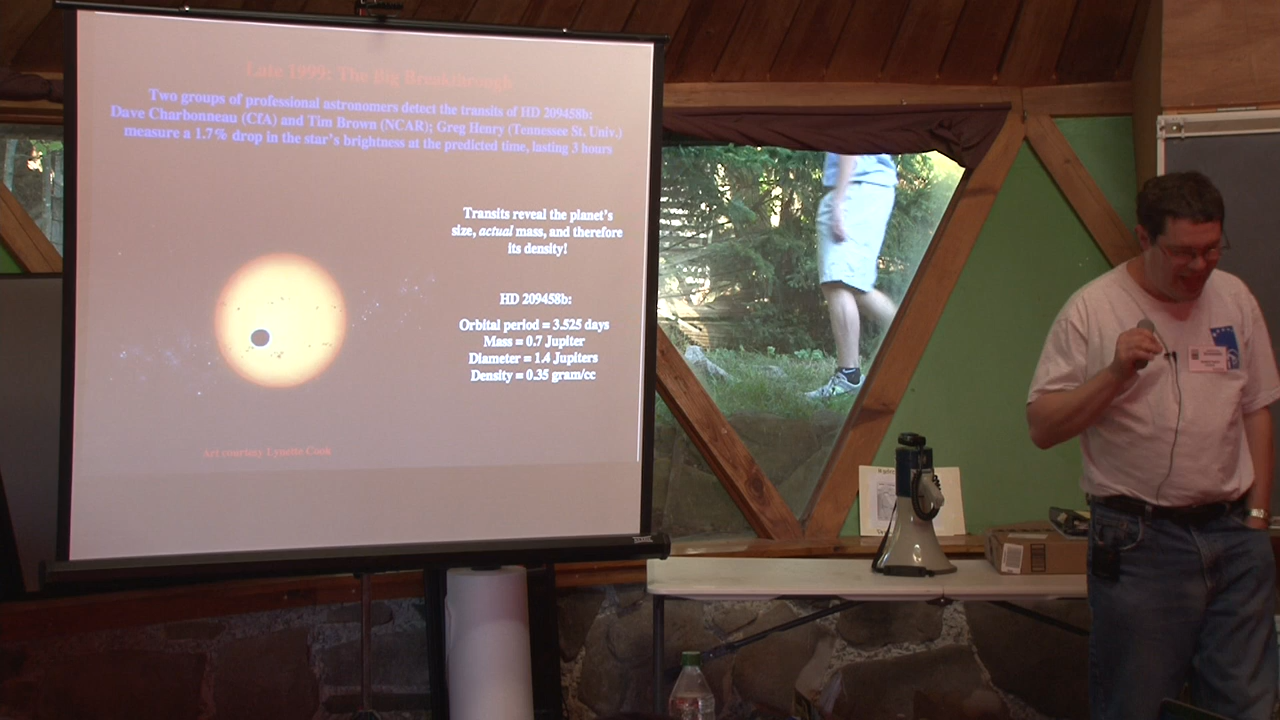 Late 1999: The Big Breakthrough
Two groups of professional astronomers detect the transits of HD 209458b:
Dave Charbonneau (CfA) and Tim Brown (NCAR); Greg Henry (Tennessee St. Univ.)
measure a 1.7% drop in the star's brightness at the predicted time, lasting 3 hours
Transits reveal the planet's
size, actual mass, and therefore
its density!
HD 209458b:
Orbital period = 3.525 days
Mass = 0.7 Jupiter
Diameter = 1.4 Jupiters
Density = 0.35 gram/cc
Art courtesy Lynette Cook